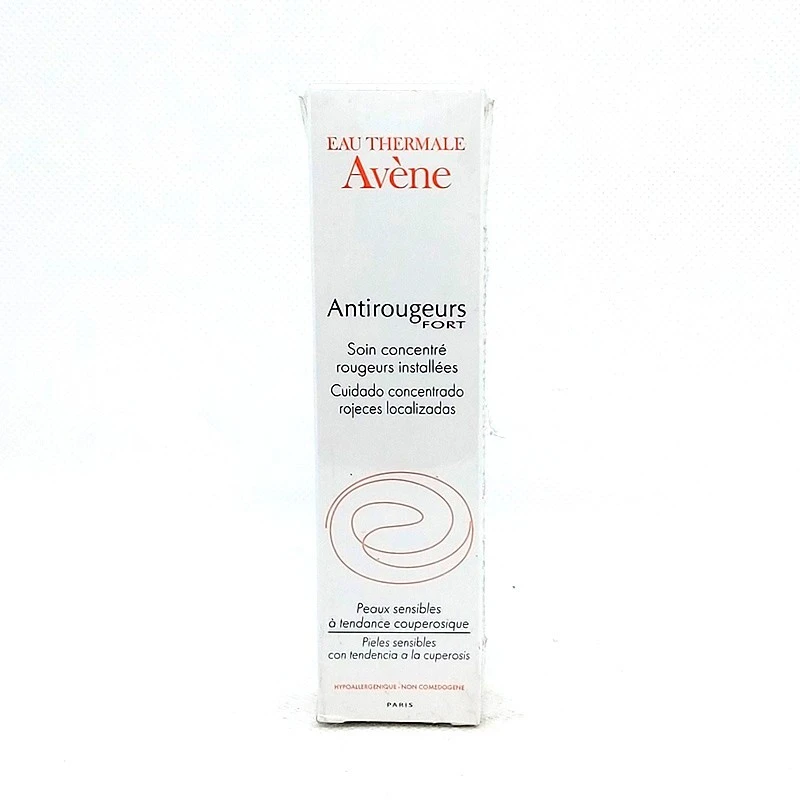 EAU THERMALE
Avène
Antirougeurs
FORT
Soin concentré
rougeurs installées
Cuidado concentrado
rojeces localizadas
Peaux sensibles
à tendance couperosique
Pieles sensibles
con tendencia a la cuperosis
HYPOALLERGENIQUE - NON COMEDOGENE
PARIS